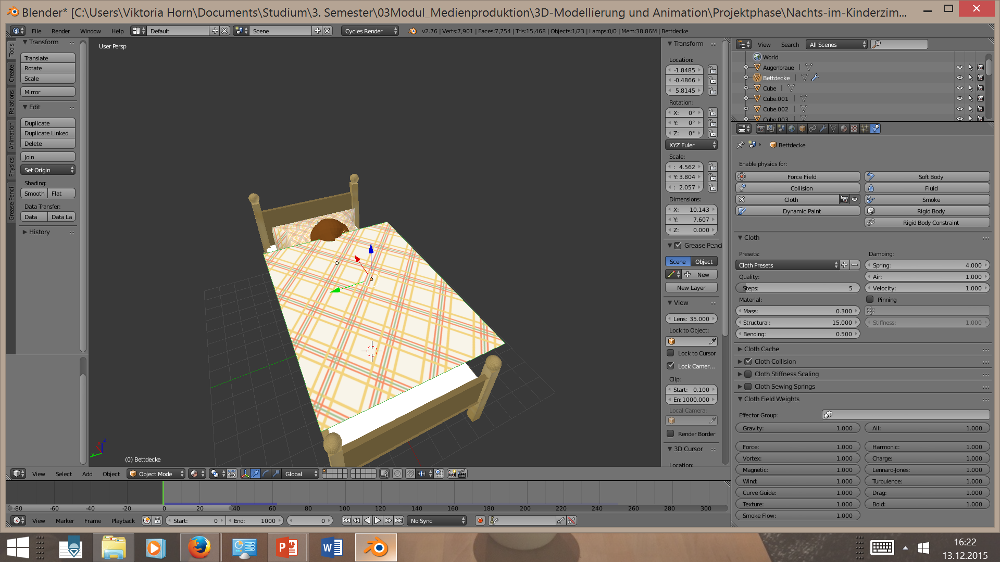 Blender* [C:\Users\Viktoria Horn\Documents\Studium\3. Semester\03Modul_Medienproduktion\3D-Modellierung und Animation\Projektphase\Nachts-im-Kinderzim...
File Render Window Help Default Scene Cycles Render v2.76 | Verts:7,901 | Faces:7,754 | Tris:15,468 | Objects:1/23 | Lamps:0/0 | Mem:38.86M | Bettdecke
Tools
Create
Relations
Animation
Physics
Grease Pencil
Transform
Translate
Rotate
Scale
Mirror
Edit
Duplicate
Duplicate Linked
Delete
Join
Set Origin
Shading:
Smooth Flat
Data Transfer:
Data Data La
History
User Persp
(0) Bettdecke
Transform
Location:
-1.8485
-0.4866
5.8145
Rotation:
X: 0°
Y: 0°
Z: 0°
XYZ Euler
Scale:
: 4.562
Y: 3.804
: 2.057
Dimensions:
X: 10.143
Y: 7.607
Z: 0.000
Grease Penci
Scene Object
New
New Layer
View
Lens: 35.000
Lock to Object:
Lock to Cursor
Lock Camer...
Clip:
Start: 0.100
En: 1000.000
Local Camera:
Render Border
3D Cursor
Location:
View Search All Scenes
World
Augenbraue
Bettdecke
Cube
Cube.001
Cube.002
Cube.003
Bettdecke
Enable physics for:
Force Field Soft Body
Collision Fluid
Cloth Smoke
Dynamic Paint Rigid Body
Rigid Body Constraint
Cloth
Presets: Damping:
Cloth Presets Spring: 4.000
Quality: Air: 1.000
Steps: 5 Velocity: 1.000
Material: Pinning
Mass: 0.300
Structural: 15.000 Stiffness: 1.000
Bending: 0.500
Cloth Cache
Cloth Collision
Cloth Stiffness Scaling
Cloth Sewing Springs
Cloth Field Weights
Effector Group:
Gravity: 1.000 All: 1.000
Force: 1.000 Harmonic: 1.000
Vortex: 1.000 Charge: 1.000
Magnetic: 1.000 Lennard-Jones: 1.000
Wind: 1.000 Turbulence: 1.000
Curve Guide: 1.000 Drag: 1.000
Texture: 1.000 Boid: 1.000
Smoke Flow: 1.000
View Select Add Object Object Mode Global
-80 -60 -40 -20 0 20 40 60 80 100 120 140 160 180 200 220 240 260 280 300
View Marker Frame Playback Start: 0 End: 1000 0 No Sync
16:22
13.12.2015